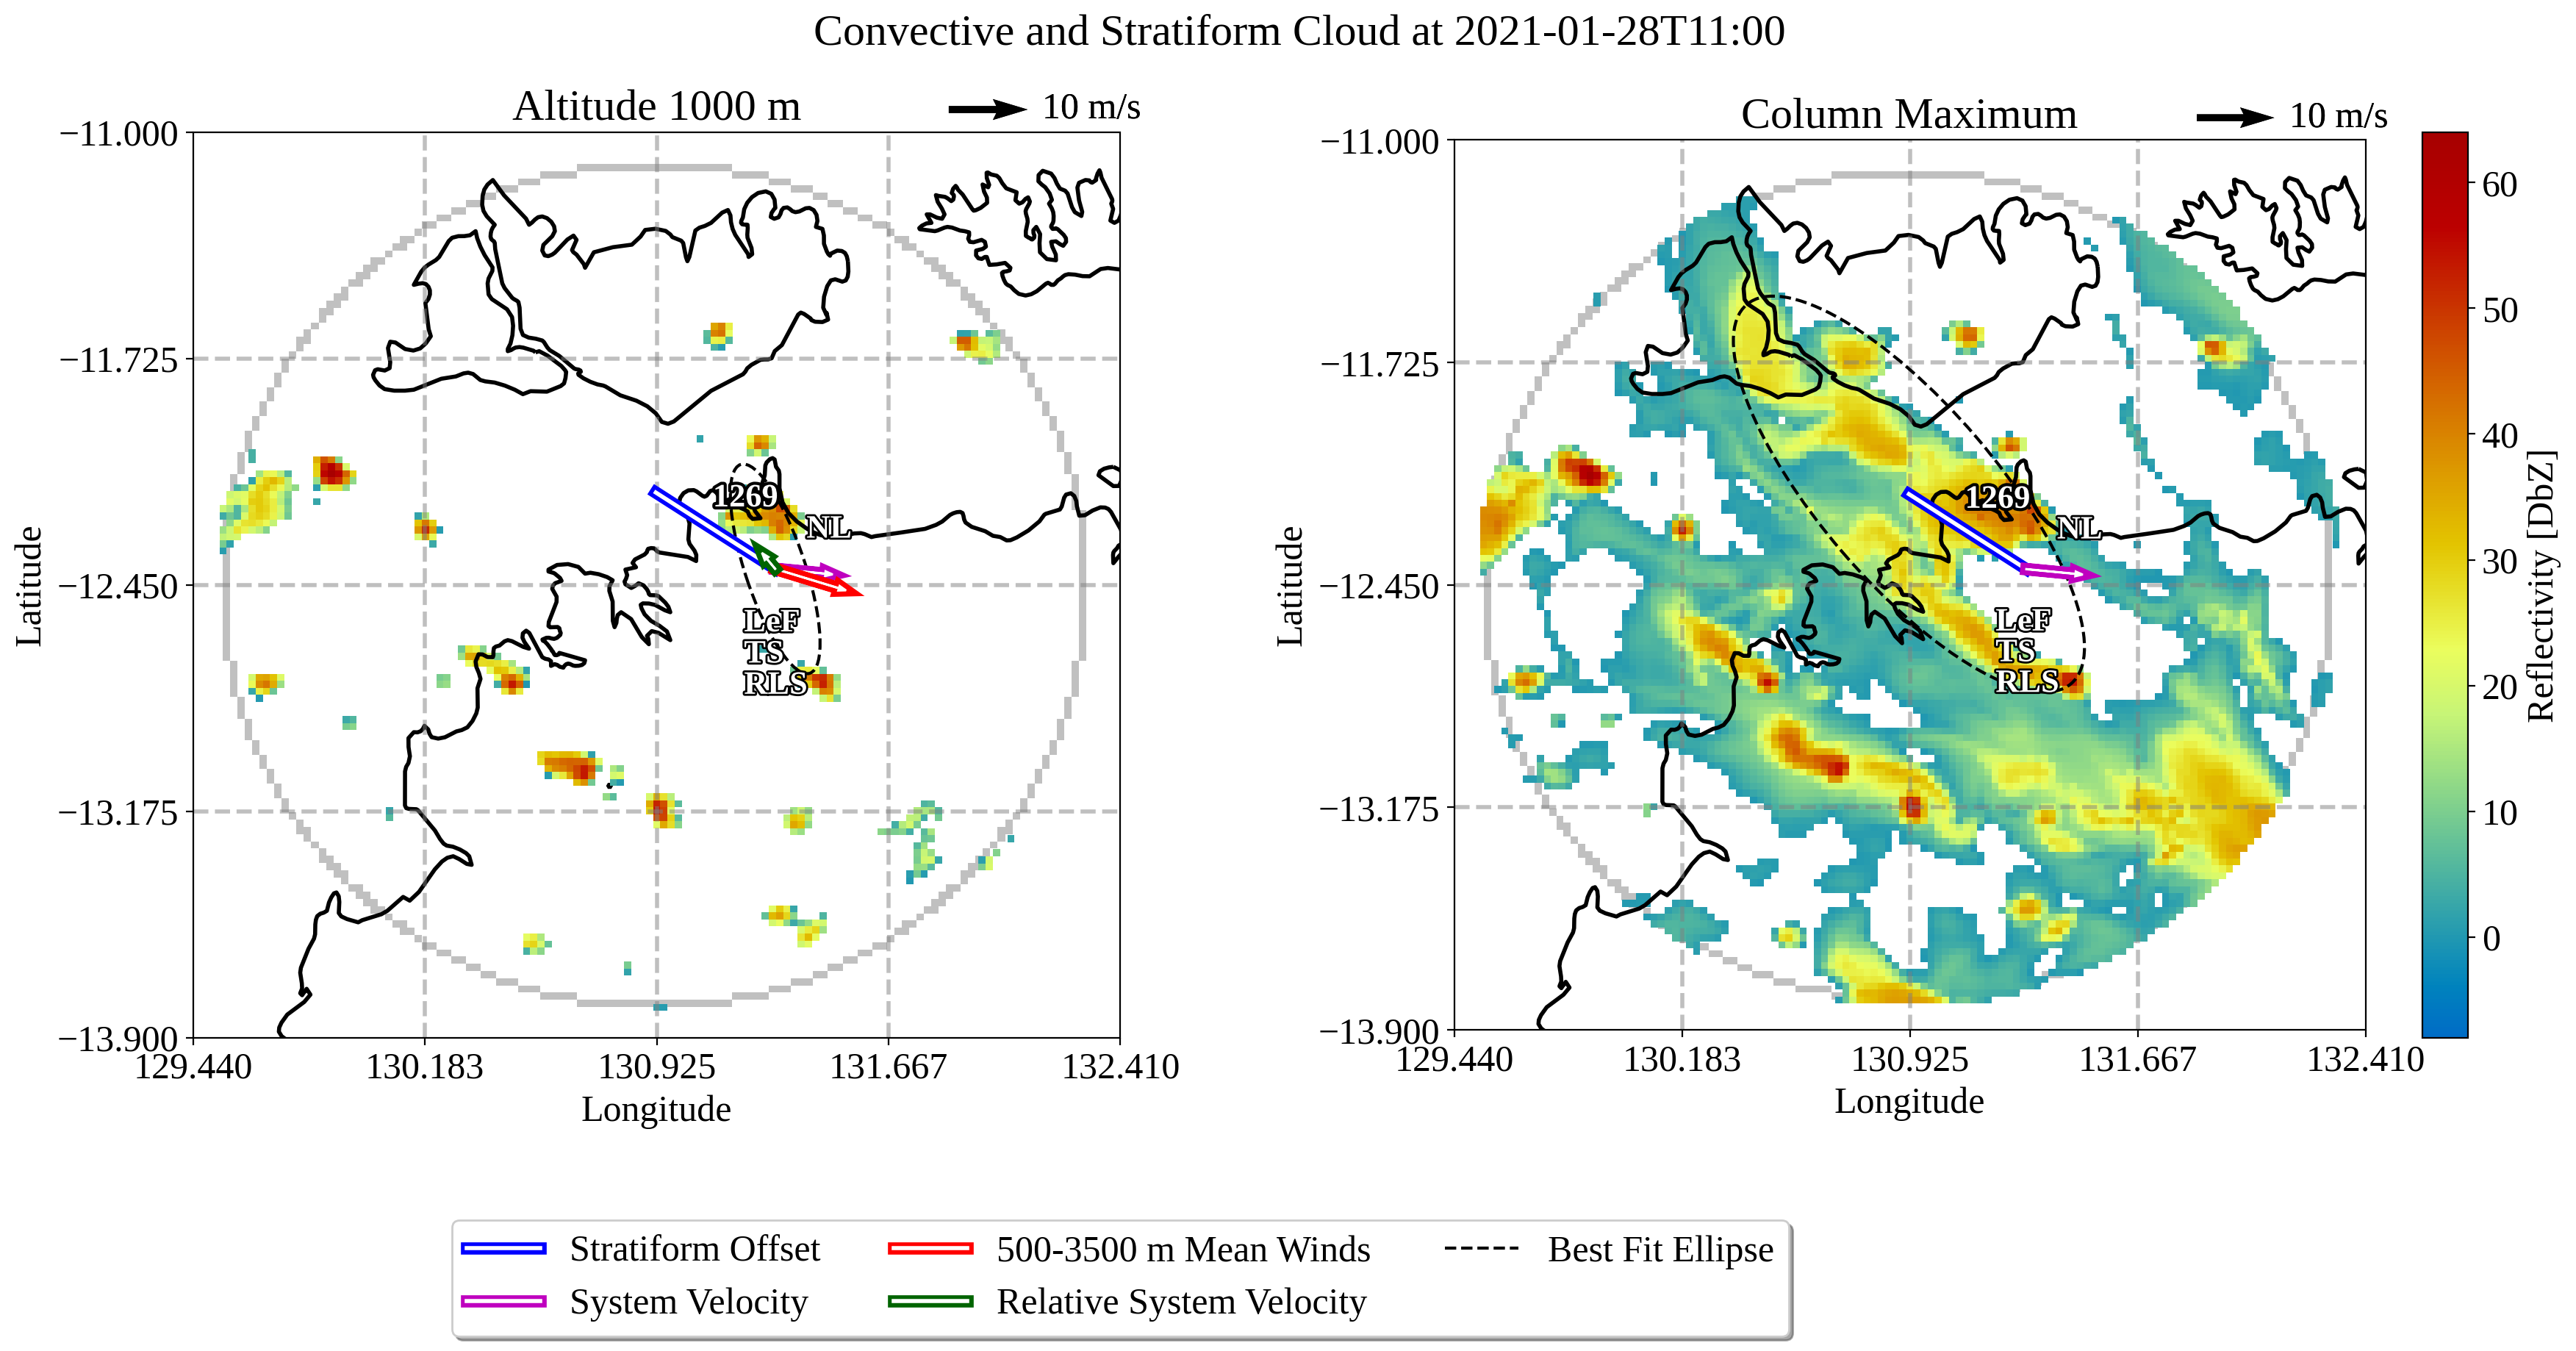 Convective and Stratiform Cloud at 2021-01-28T11:00
Altitude 1000 m
10 m/s
−11.000
−11.725
−12.450
−13.175
−13.900
129.440
130.183
130.925
131.667
132.410
Latitude
Longitude
1269
NL
LeF
TS
RLS
Column Maximum
10 m/s
−11.000
−11.725
−12.450
−13.175
−13.900
129.440
130.183
130.925
131.667
132.410
Latitude
Longitude
1269
NL
LeF
TS
RLS
60
50
40
30
20
10
0
Reflectivity [DbZ]
Stratiform Offset
500-3500 m Mean Winds
Best Fit Ellipse
System Velocity
Relative System Velocity